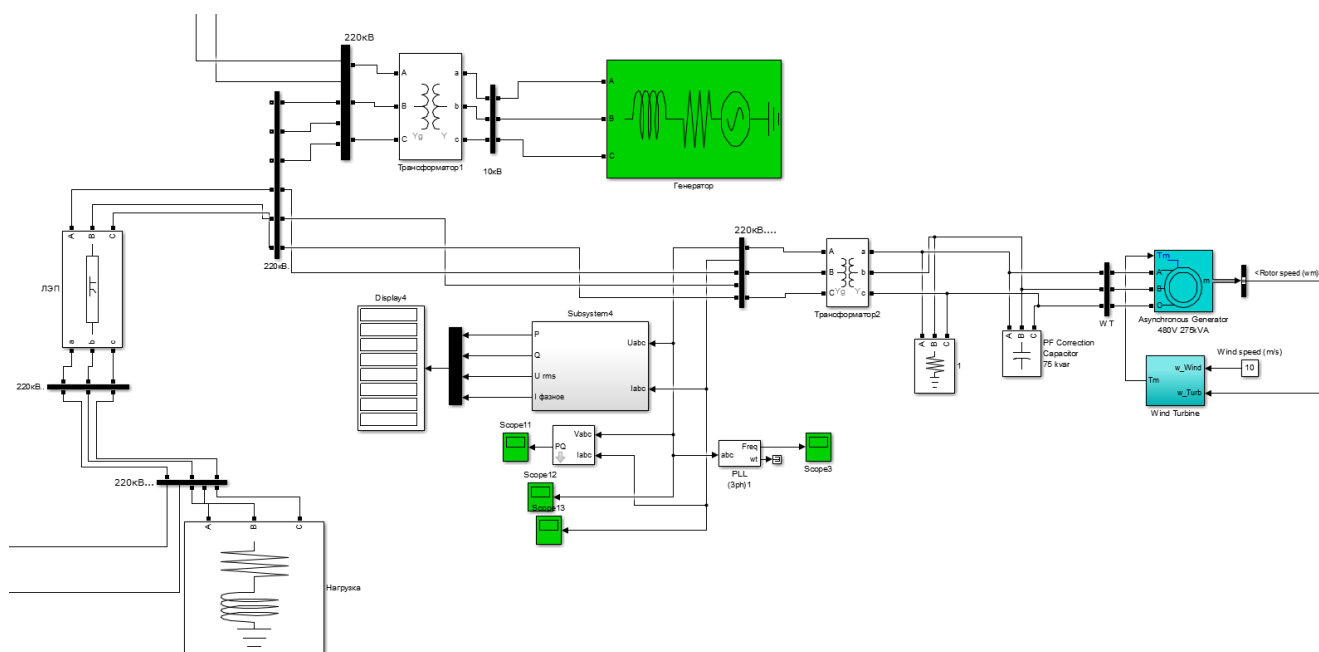 220кВ
A
B
C
a
b
c
Yg
Y
Трансформатор1
10кВ
A
B
C
Генератор
220кВ.
A
B
C
ЛЭП
a
b
c
220кВ..
220кВ...
A
B
C
Нагрузка
220кВ....
A
B
C
a
b
c
Yg
Y
Трансформатор2
Display4
Subsystem4
P
Q
U rms
I фазное
Uabc
Iabc
Scope11
PQ
Vabc
Iabc
Scope12
Scope13
abc
Freq
wt
PLL
(3ph)1
Scope3
A
B
C
1
A
B
C
PF Correction
Capacitor
75 kvar
WT
Tm
A
B
C
m
Asynchronous Generator
480V 275kVA
<Rotor speed (wm)
Wind speed (m/s)
10
w_Wind
w_Turb
Tm
Wind Turbine